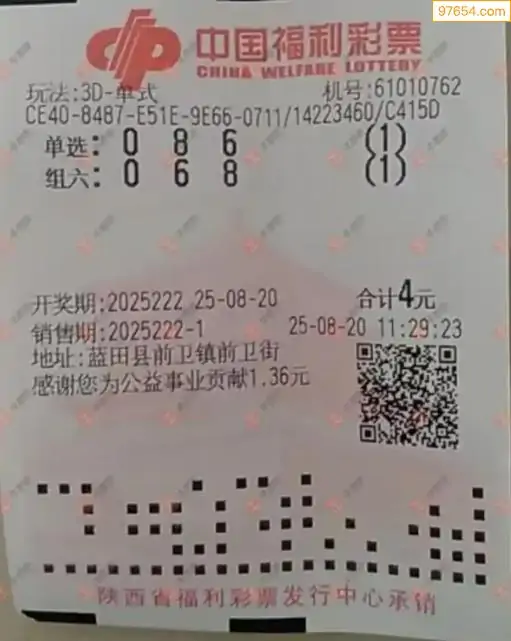 97654.com
中国福利彩票
CHINA WELFARE LOTTERY
玩法:3D-单式 机号:61010762
CE40-8487-E51E-9E66-0711/14223460/C415D
单选: 0 8 6 (1)
组六: 0 6 8 (1)
开奖期:2025222 25-08-20 合计4元
销售期:2025222-1 25-08-20 11:29:23
地址:蓝田县前卫镇前卫街
感谢您为公益事业贡献1.36元
陕西省福利彩票发行中心承销